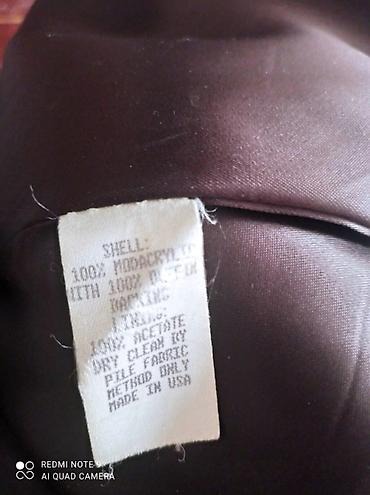 SHELL:
100% MODACRYLIC
WITH 100% OLEFIN
BACKING
LINING:
100% ACETATE
DRY CLEAN BY
PILE FABRIC
METHOD ONLY
MADE IN USA
REDMI NOTE 9
AI QUAD CAMERA